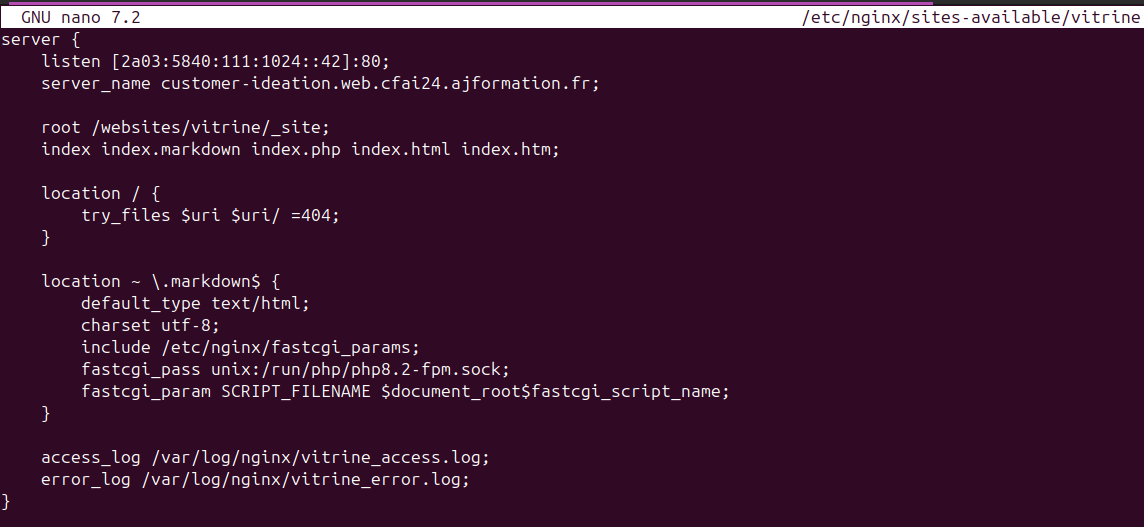 GNU nano 7.2 /etc/nginx/sites-available/vitrine
server {
    listen [2a03:5840:111:1024::42]:80;
    server_name customer-ideation.web.cfai24.ajformation.fr;

    root /websites/vitrine/_site;
    index index.markdown index.php index.html index.htm;

    location / {
        try_files $uri $uri/ =404;
    }

    location ~ \.markdown$ {
        default_type text/html;
        charset utf-8;
        include /etc/nginx/fastcgi_params;
        fastcgi_pass unix:/run/php/php8.2-fpm.sock;
        fastcgi_param SCRIPT_FILENAME $document_root$fastcgi_script_name;
    }

    access_log /var/log/nginx/vitrine_access.log;
    error_log /var/log/nginx/vitrine_error.log;
}